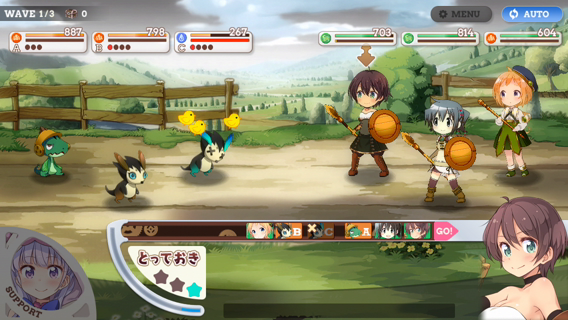 WAVE 1/3 0 MENU AUTO
887 798 267 703 814 604
A B C
B C A GO!
とっておき
SUPPORT